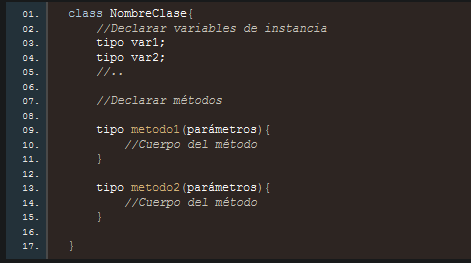 01. class NombreClase{
02. //Declarar variables de instancia
03. tipo var1;
04. tipo var2;
05. //..
06.
07. //Declarar métodos
08.
09. tipo metodo1(parámetros){
10. //Cuerpo del método
11. }
12.
13. tipo metodo2(parámetros){
14. //Cuerpo del método
15. }
16.
17. }